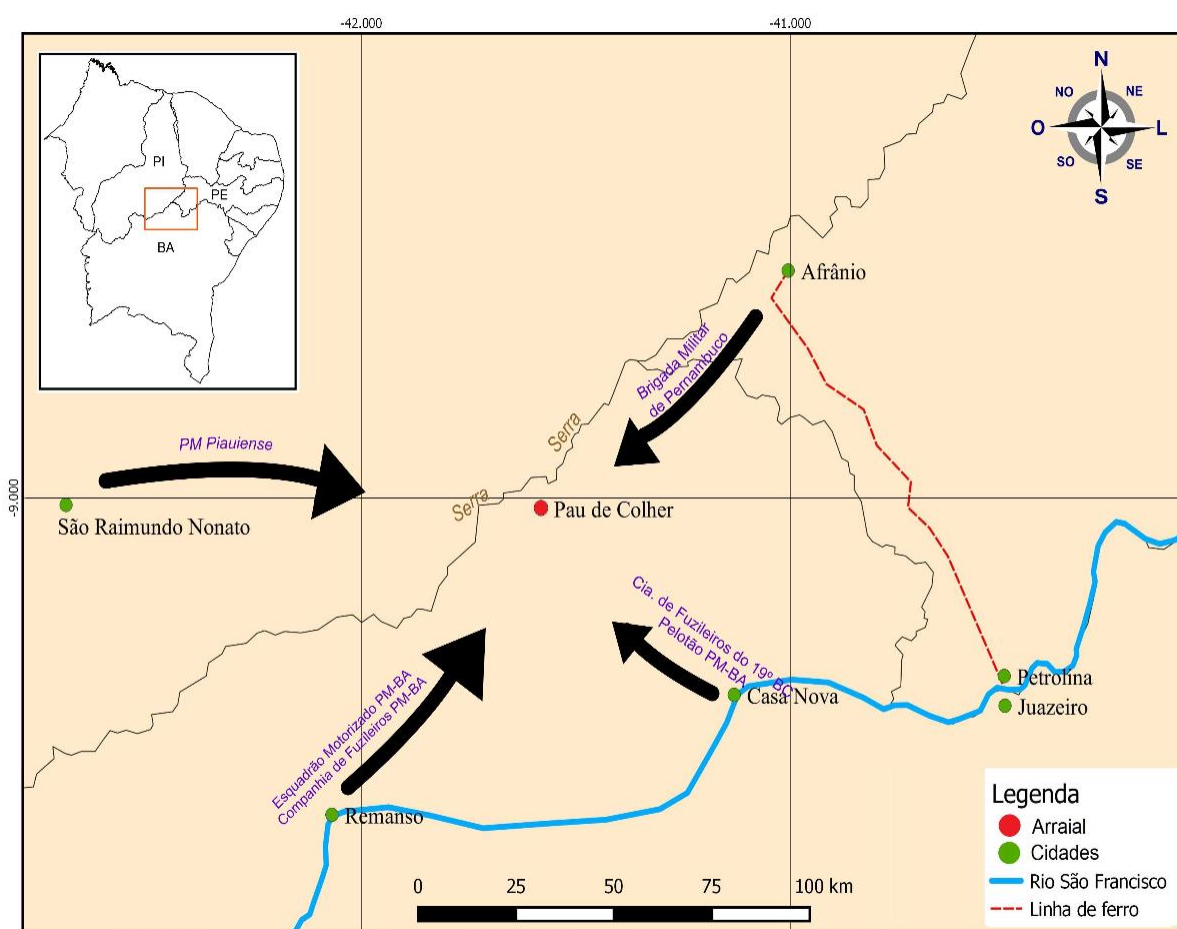 -42.000
-41.000
PI
PE
BA
N
NO
NE
O
L
SO
SE
S
Afrânio
Brigada Militar
de Pernambuco
Serra
PM Piauiense
Serra
-9.000
São Raimundo Nonato
Pau de Colher
Cia. de Fuzileiros do 19º BC
Pelotão PM-BA
Petrolina
Casa Nova
Juazeiro
Esquadrão Motorizado PM-BA
Companhia de Fuzileiros PM-BA
Remanso
Legenda
Arraial
Cidades
Rio São Francisco
Linha de ferro
0 25 50 75 100 km